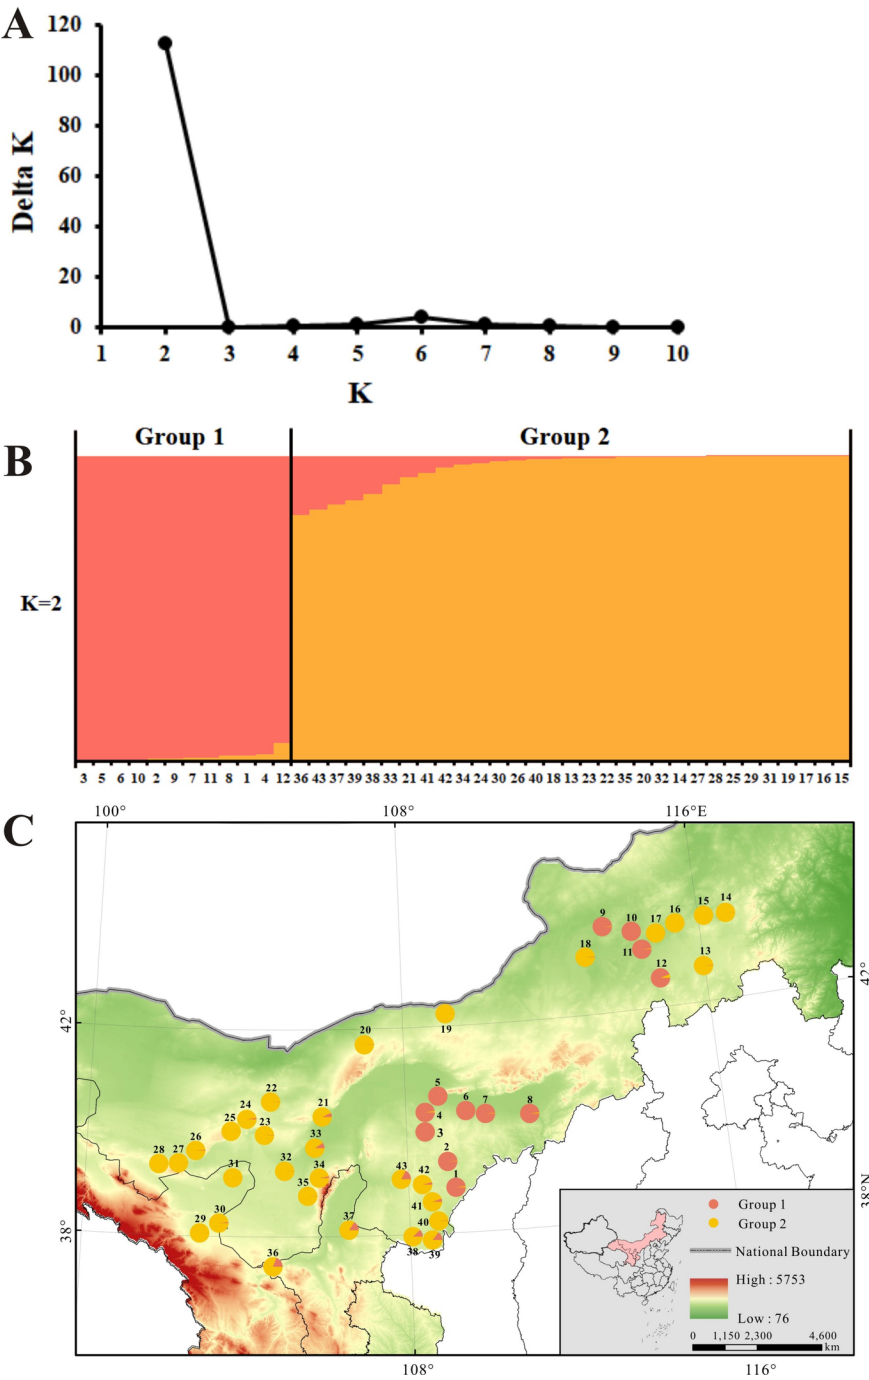 A
120
100
80
60
40
20
0
Delta K
1 2 3 4 5 6 7 8 9 10
K
B
Group 1 Group 2
K=2
3 5 6 10 2 9 7 11 8 1 4 12 36 43 37 39 38 33 21 41 42 34 24 30 26 40 18 13 23 22 35 20 32 14 27 28 25 29 31 19 17 16 15
C
100° 108° 116°E
9 10 17 16 15 14
18 11 12 13
42°
42°
20 19
5
22 6 7 8
24 21 4
25 23 3
26 33
28 27 2
31 32 34 43 42 1
35 41
38°N
30 40
29 37
38°
38 39
36
Group 1
Group 2
National Boundary
High : 5753
Low : 76
0 1,150 2,300 4,600
km
108° 116°